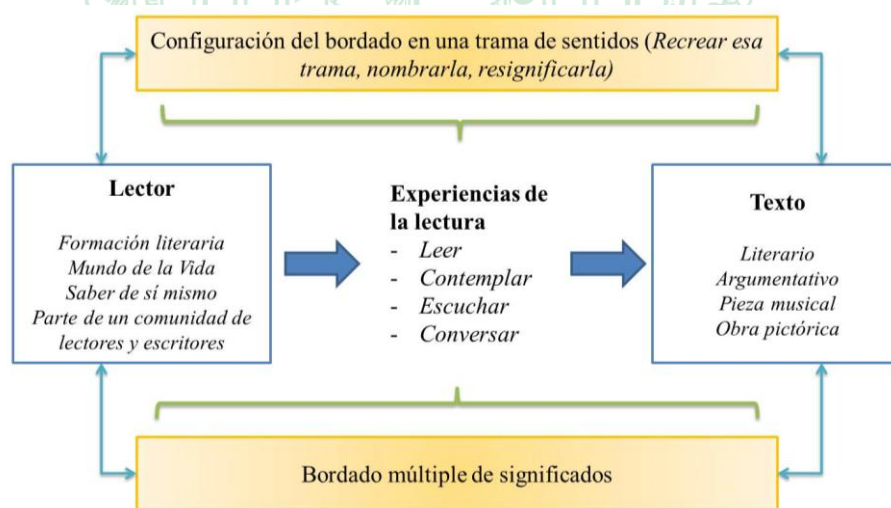 Configuración del bordado en una trama de sentidos (Recrear esa
trama, nombrarla, resignificarla)
Lector
Formación literaria
Mundo de la Vida
Saber de sí mismo
Parte de un comunidad de
lectores y escritores
Experiencias de
la lectura
- Leer
- Contemplar
- Escuchar
- Conversar
Texto
Literario
Argumentativo
Pieza musical
Obra pictórica
Bordado múltiple de significados